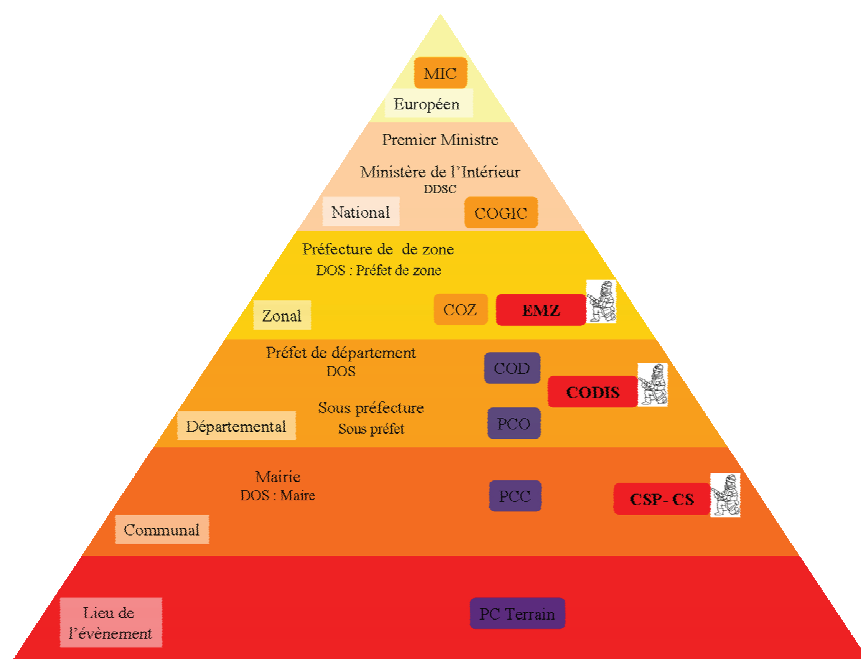 MIC
Européen
Premier Ministre
Ministère de l'Intérieur
DDSC
National
COGIC
Préfecture de de zone
DOS : Préfet de zone
Zonal
COZ
EMZ
Préfet de département
DOS
COD
CODIS
Sous préfecture
Sous préfet
Départemental
PCO
Mairie
DOS : Maire
PCC
CSP- CS
Communal
Lieu de
l'évènement
PC Terrain